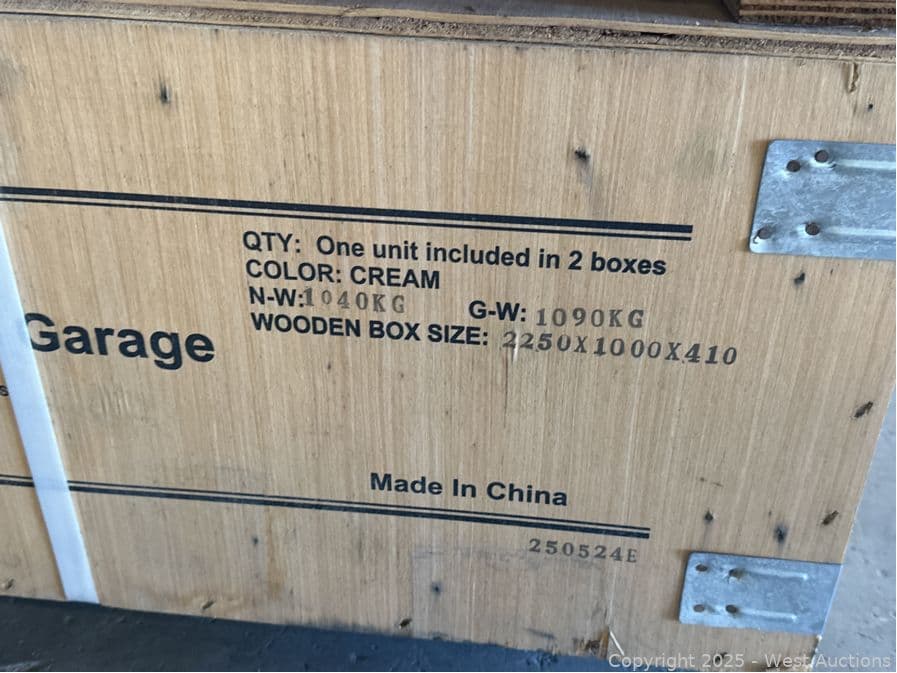 QTY: One unit included in 2 boxes
COLOR: CREAM
N-W:1040KG G-W: 1090KG
WOODEN BOX SIZE: 2250X1000X410
Garage
Made In China
250524E
Copyright 2025 - West Auctions